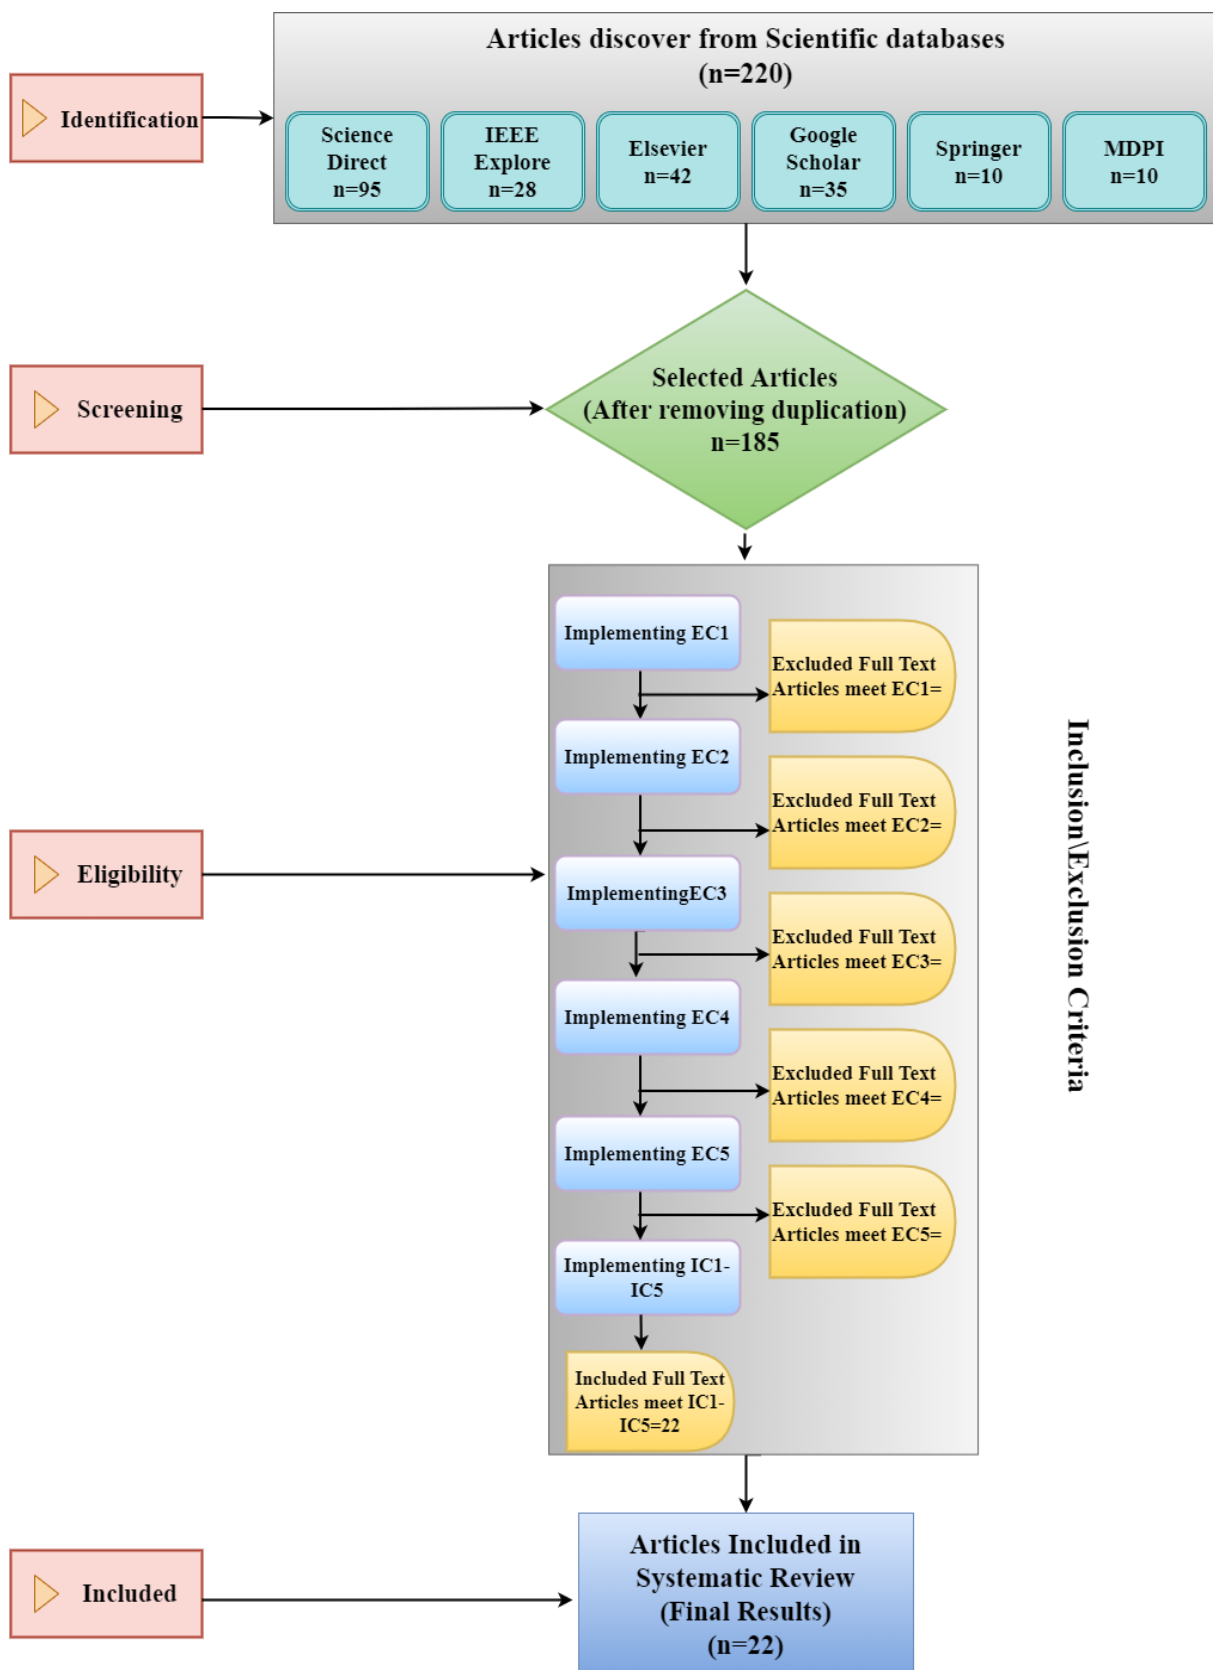 Articles discover from Scientific databases
(n=220)
Identification
Science
Direct
n=95
IEEE
Explore
n=28
Elsevier
n=42
Google
Scholar
n=35
Springer
n=10
MDPI
n=10
Screening
Selected Articles
(After removing duplication)
n=185
Eligibility
Implementing EC1
Excluded Full Text
Articles meet EC1=
Implementing EC2
Excluded Full Text
Articles meet EC2=
ImplementingEC3
Excluded Full Text
Articles meet EC3=
Implementing EC4
Excluded Full Text
Articles meet EC4=
Implementing EC5
Excluded Full Text
Articles meet EC5=
Implementing IC1-
IC5
Included Full Text
Articles meet IC1-
IC5=22
Inclusion\Exclusion Criteria
Included
Articles Included in
Systematic Review
(Final Results)
(n=22)